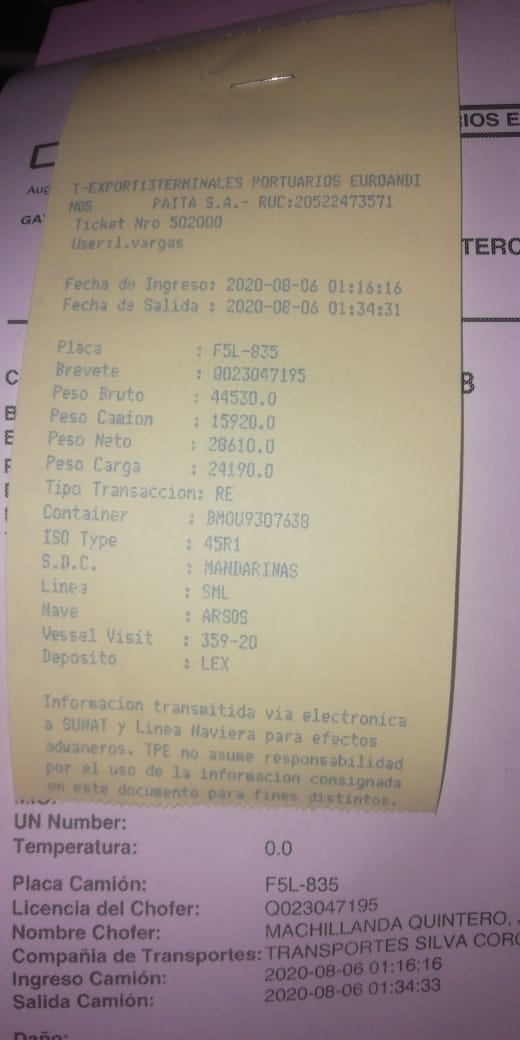 IOS E
Aug
GA
TERO
T-EXPORT13TERMINALES PORTUARIOS EUROANDI
NOS PAITA S.A.- RUC:20522473571
Ticket Nro 502000
User:l.vargas
Fecha de Ingreso: 2020-08-06 01:16:16
Fecha de Salida : 2020-08-06 01:34:31
Placa : F5L-835
Brevete : Q023047195
Peso Bruto : 44530.0
Peso Camion : 15920.0
Peso Neto : 28610.0
Peso Carga : 24190.0
Tipo Transaccion: RE
Container : BMOU9307638
ISO Type : 45R1
S.D.C. : MANDARINAS
Linea : SML
Nave : ARSOS
Vessel Visit : 359-20
Deposito : LEX
Informacion transmitida via electronica
a SUNAT y Linea Naviera para efectos
aduaneros. TPE no asume responsabilidad
por el uso de la informacion consignada
en este documento para fines distintos.
UN Number:
Temperatura: 0.0
Placa Camión: F5L-835
Licencia del Chofer: Q023047195
Nombre Chofer: MACHILLANDA QUINTERO,
Compañia de Transportes: TRANSPORTES SILVA CORO
Ingreso Camión: 2020-08-06 01:16:16
Salida Camión: 2020-08-06 01:34:33
Daño: